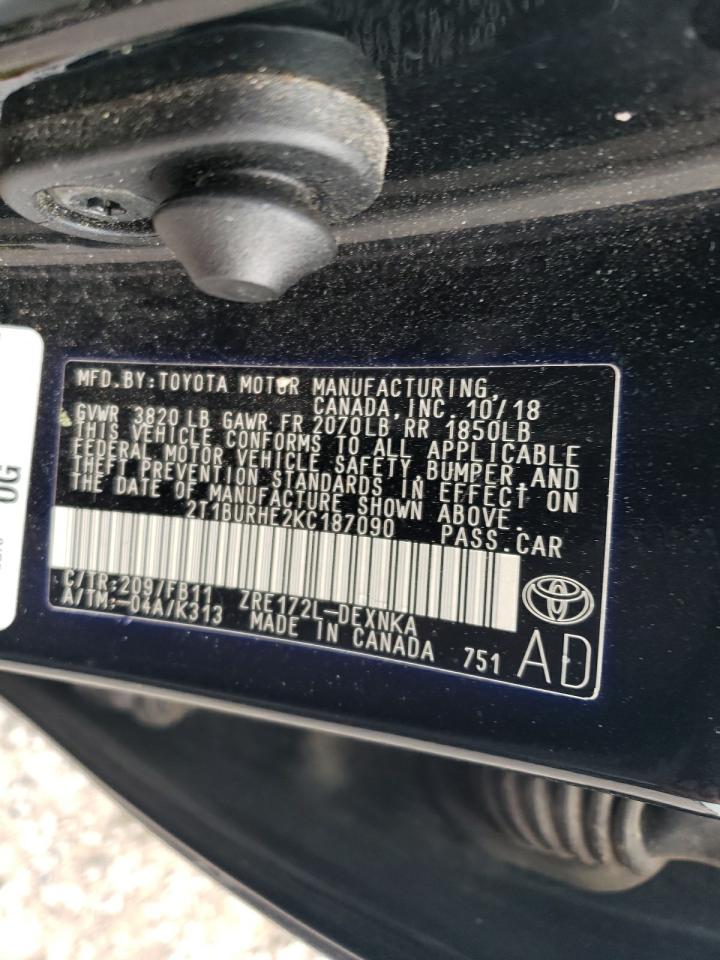 MFD.BY:TOYOTA MOTOR MANUFACTURING,
CANADA,INC. 10/18
GVWR 3820 LB GAWR FR 2070LB RR 1850LB
THIS VEHICLE CONFORMS TO ALL APPLICABLE
FEDERAL MOTOR VEHICLE SAFETY,BUMPER,AND
THEFT PREVENTION STANDARDS IN EFFECT ON
THE DATE OF MANUFACTURE SHOWN ABOVE.
2T1BURHE2KC187090 PASS.CAR
C/TR:209/FB11 ZRE172L-DEXNKA
A/TM:-04A/K313 MADE IN CANADA 751 AD
0G